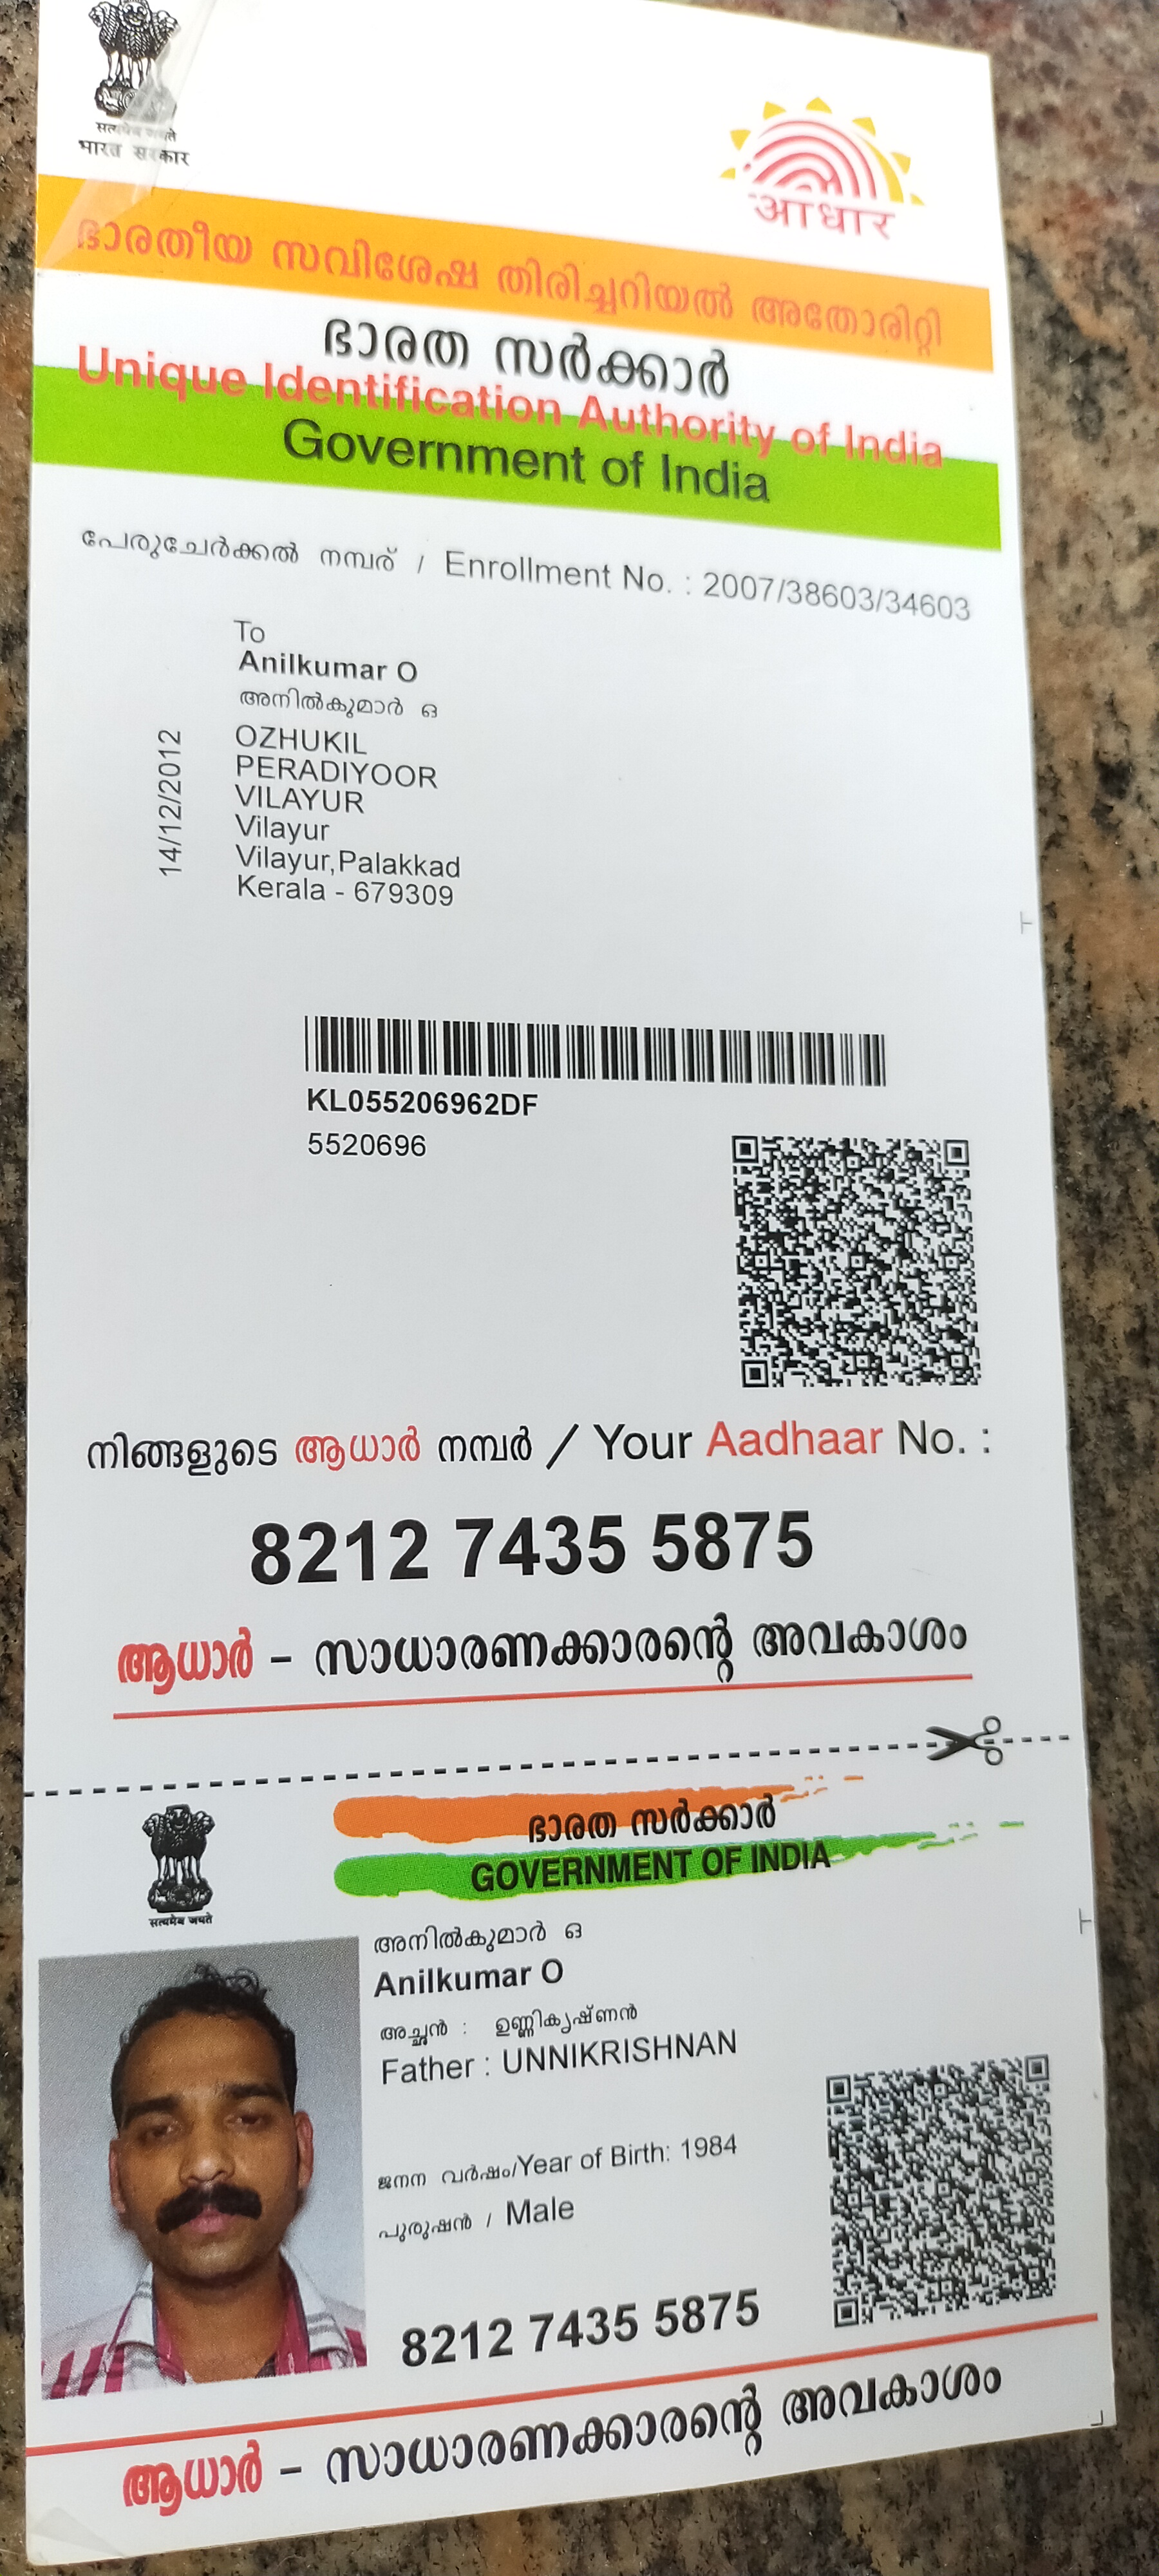 सत्यमेव जयते
भारत सरकार
आधार
ഭാരതീയ സവിശേഷ തിരിച്ചറിയൽ അതോറിറ്റി
ഭാരത സർക്കാർ
Unique Identification Authority of India
Government of India
പേരുചേർക്കൽ നമ്പര് / Enrollment No. : 2007/38603/34603
To
Anilkumar O
അനിൽകുമാർ ഒ
OZHUKIL
PERADIYOOR
VILAYUR
Vilayur
Vilayur,Palakkad
Kerala - 679309
14/12/2012
KL055206962DF
5520696
നിങ്ങളുടെ ആധാർ നമ്പർ / Your Aadhaar No. :
8212 7435 5875
ആധാർ – സാധാരണക്കാരന്റെ അവകാശം
ഭാരത സർക്കാർ
GOVERNMENT OF INDIA
सत्यमेव जयते
അനിൽകുമാർ ഒ
Anilkumar O
അച്ഛൻ : ഉണ്ണികൃഷ്ണൻ
Father : UNNIKRISHNAN
ജനന വർഷം/Year of Birth: 1984
പുരുഷൻ / Male
8212 7435 5875
ആധാർ – സാധാരണക്കാരന്റെ അവകാശം